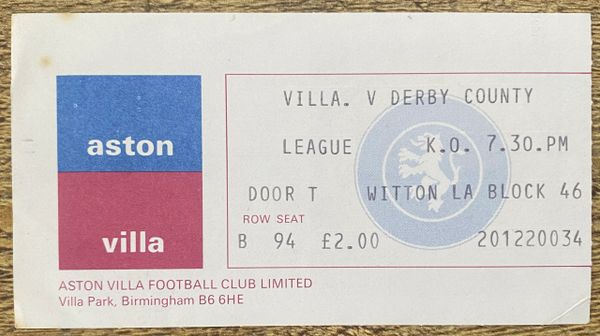 aston
villa
VILLA. V DERBY COUNTY
LEAGUE K.O. 7.30.PM
DOOR T WITTON LA BLOCK 46
ROW SEAT
B 94 £2.00 201220034
ASTON VILLA FOOTBALL CLUB LIMITED
Villa Park, Birmingham B6 6HE